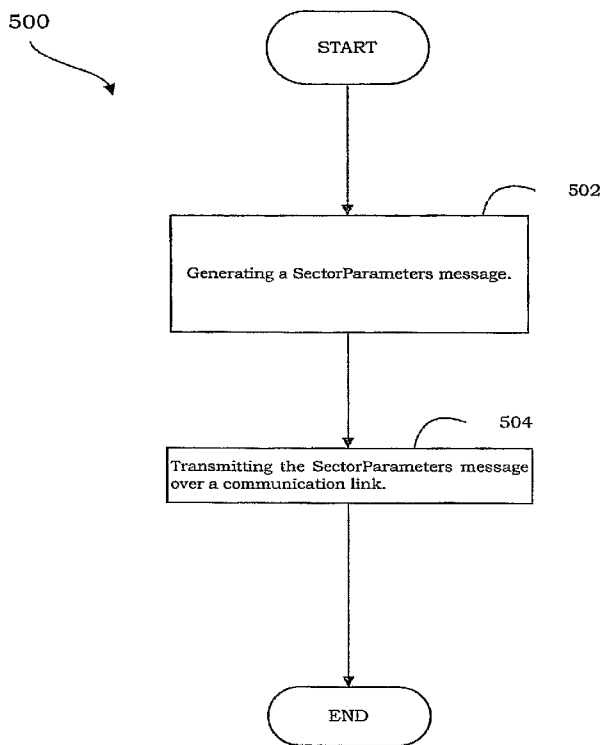 500
START
502
Generating a SectorParameters message.
504
Transmitting the SectorParameters message
over a communication link.
END